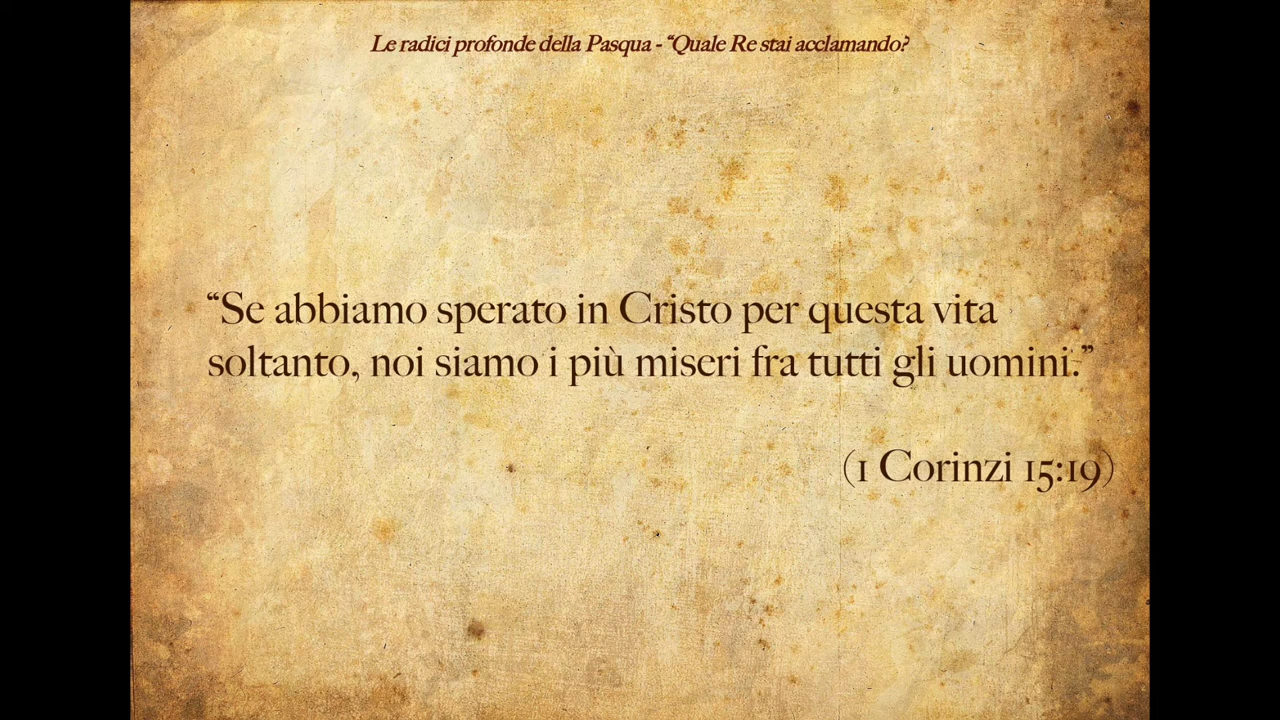 Le radici profonde della Pasqua - “Quale Re stai acclamando?
“Se abbiamo sperato in Cristo per questa vita
soltanto, noi siamo i più miseri fra tutti gli uomini.”
(1 Corinzi 15:19)